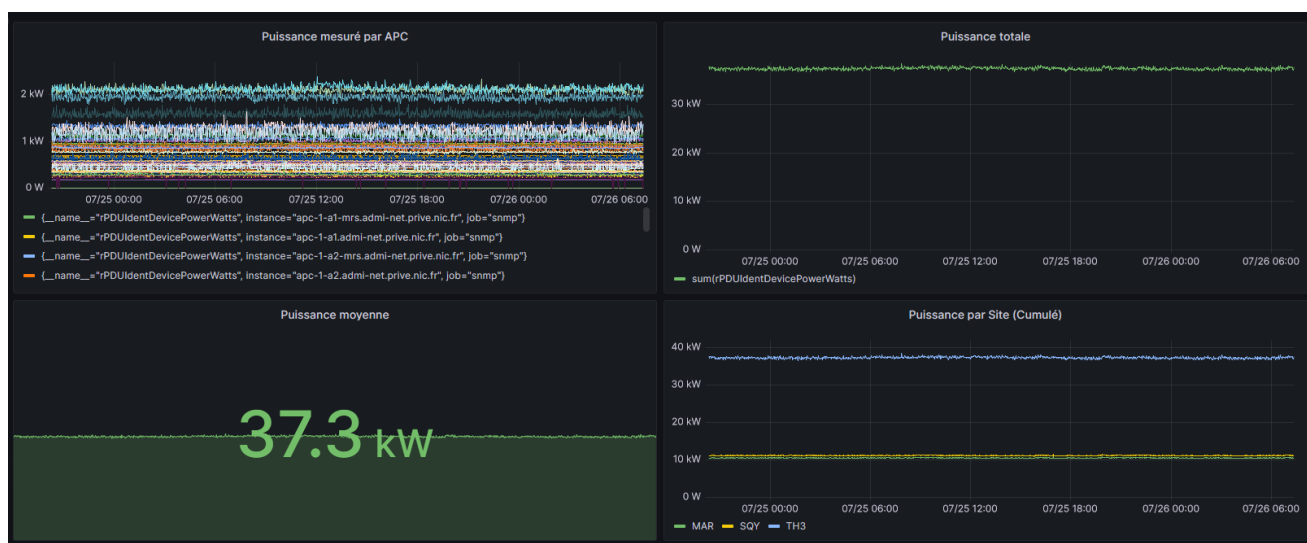 Puissance mesuré par APC
2 kW
1 kW
0 W
07/25 00:00 07/25 06:00 07/25 12:00 07/25 18:00 07/26 00:00 07/26 06:00
{__name__="rPDUIdentDevicePowerWatts", instance="apc-1-a1-mrs.admi-net.prive.nic.fr", job="snmp"}
{__name__="rPDUIdentDevicePowerWatts", instance="apc-1-a1.admi-net.prive.nic.fr", job="snmp"}
{__name__="rPDUIdentDevicePowerWatts", instance="apc-1-a2-mrs.admi-net.prive.nic.fr", job="snmp"}
{__name__="rPDUIdentDevicePowerWatts", instance="apc-1-a2.admi-net.prive.nic.fr", job="snmp"}
Puissance totale
30 kW
20 kW
10 kW
0 W
07/25 00:00 07/25 06:00 07/25 12:00 07/25 18:00 07/26 00:00 07/26 06:00
sum(rPDUIdentDevicePowerWatts)
Puissance moyenne
37.3 kW
Puissance par Site (Cumulé)
40 kW
30 kW
20 kW
10 kW
0 W
07/25 00:00 07/25 06:00 07/25 12:00 07/25 18:00 07/26 00:00 07/26 06:00
MAR SQY TH3